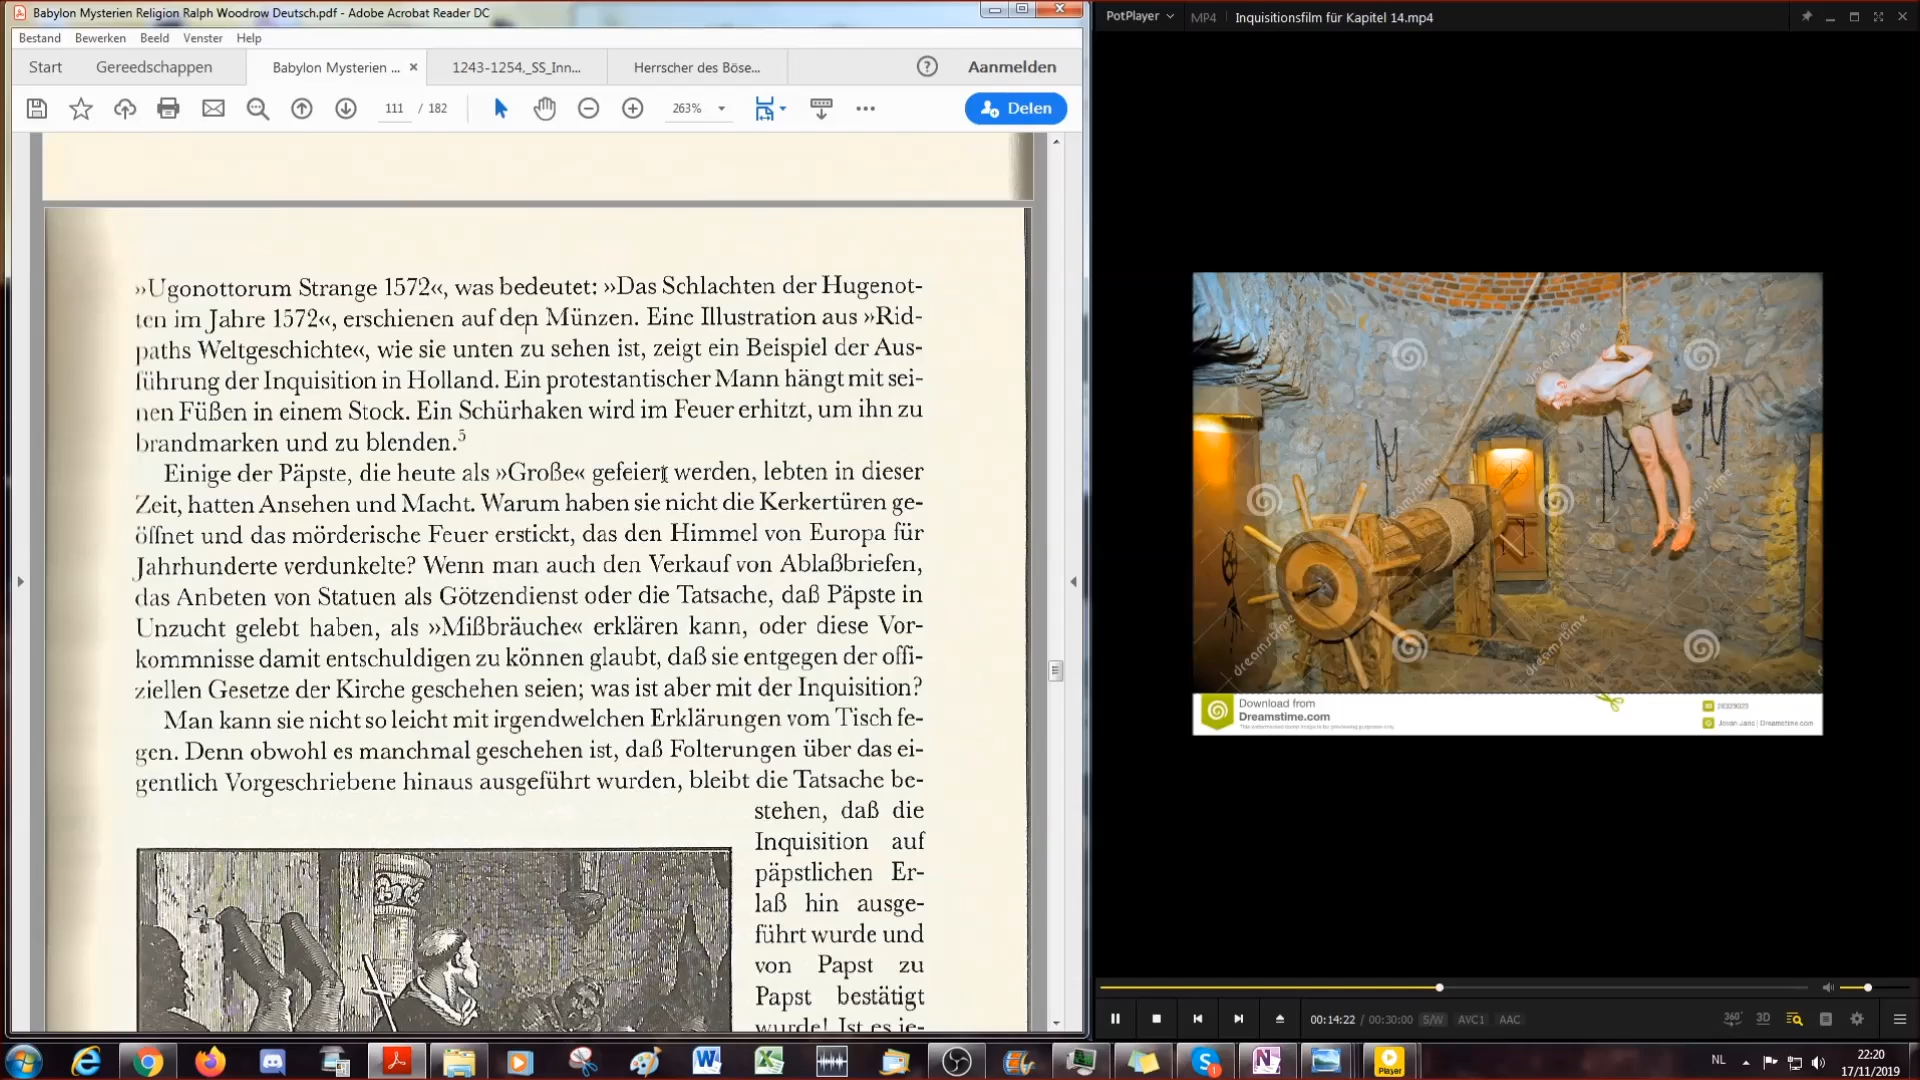 Babylon Mysterien Religion Ralph Woodrow Deutsch.pdf - Adobe Acrobat Reader DC
Bestand Bewerken Beeld Venster Help
Start Gereedschappen Babylon Mysterien ... × 1243-1254,_SS_Inn... Herrscher des Böse... Aanmelden
111 / 182 263% Delen
»Ugonottorum Strange 1572«, was bedeutet: »Das Schlachten der Hugenot-
ten im Jahre 1572«, erschienen auf den Münzen. Eine Illustration aus »Rid-
paths Weltgeschichte«, wie sie unten zu sehen ist, zeigt ein Beispiel der Aus-
führung der Inquisition in Holland. Ein protestantischer Mann hängt mit sei-
nen Füßen in einem Stock. Ein Schürhaken wird im Feuer erhitzt, um ihn zu
brandmarken und zu blenden.5
Einige der Päpste, die heute als »Große« gefeiert werden, lebten in dieser
Zeit, hatten Ansehen und Macht. Warum haben sie nicht die Kerkertüren ge-
öffnet und das mörderische Feuer erstickt, das den Himmel von Europa für
Jahrhunderte verdunkelte? Wenn man auch den Verkauf von Ablaßbriefen,
das Anbeten von Statuen als Götzendienst oder die Tatsache, daß Päpste in
Unzucht gelebt haben, als »Mißbräuche« erklären kann, oder diese Vor-
kommnisse damit entschuldigen zu können glaubt, daß sie entgegen der offi-
ziellen Gesetze der Kirche geschehen seien; was ist aber mit der Inquisition?
Man kann sie nicht so leicht mit irgendwelchen Erklärungen vom Tisch fe-
gen. Denn obwohl es manchmal geschehen ist, daß Folterungen über das ei-
gentlich Vorgeschriebene hinaus ausgeführt wurden, bleibt die Tatsache be-
stehen, daß die
Inquisition auf
päpstlichen Er-
laß hin ausge-
führt wurde und
von Papst zu
Papst bestätigt
wurde! Ist es je-
PotPlayer MP4 Inquisitionsfilm für Kapitel 14.mp4
dreamstime
Download from
Dreamstime.com
00:14:22 / 00:30:00 S/W AVC1 AAC
360° 3D
NL
22:20
17/11/2019